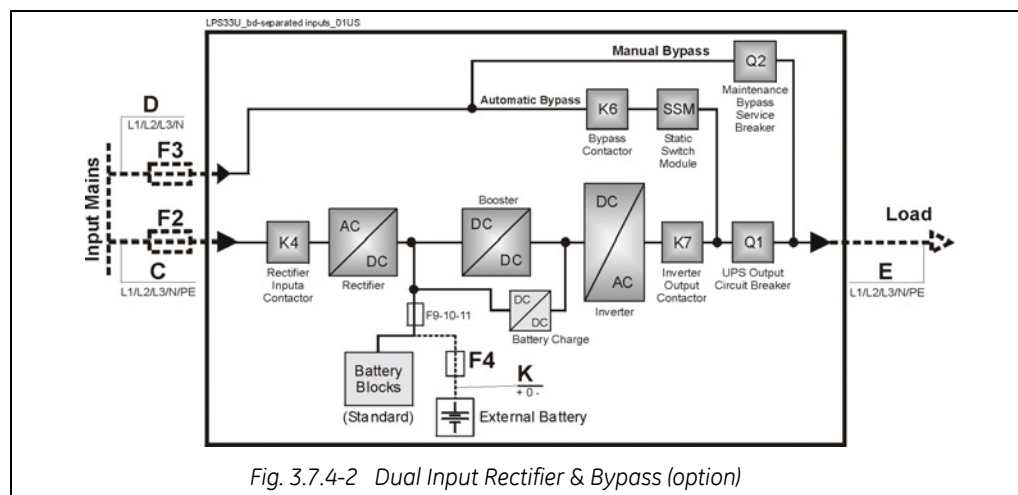 LPS33U_bd-separated inputs_01US
Manual Bypass
Q2
Maintenance
Bypass
Service
Breaker
D
L1/L2/L3/N
Automatic Bypass
K6
SSM
Bypass
Contactor
Static
Switch
Module
F3
Input Mains
F2
Booster
Load
K4
AC
DC
DC
DC
DC
AC
K7
Q1
C
L1/L2/L3/N/PE
Rectifier
Inputa
Contactor
Rectifier
Inverter
Inverter
Output
Contactor
UPS Output
Circuit Breaker
E
L1/L2/L3/N/PE
F9-10-11
DC
DC
Battery Charge
Battery
Blocks
(Standard)
F4
K
+ 0 -
External Battery
Fig. 3.7.4-2 Dual Input Rectifier & Bypass (option)